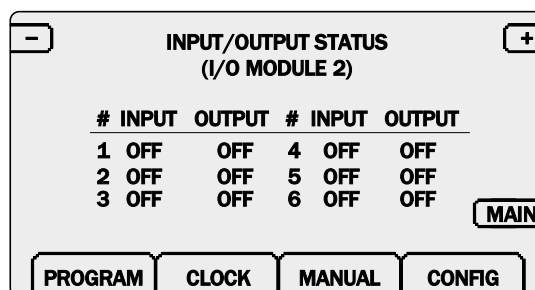 - INPUT/OUTPUT STATUS +
(I/O MODULE 2)
# INPUT OUTPUT # INPUT OUTPUT
1 OFF OFF 4 OFF OFF
2 OFF OFF 5 OFF OFF
3 OFF OFF 6 OFF OFF
MAIN
PROGRAM CLOCK MANUAL CONFIG